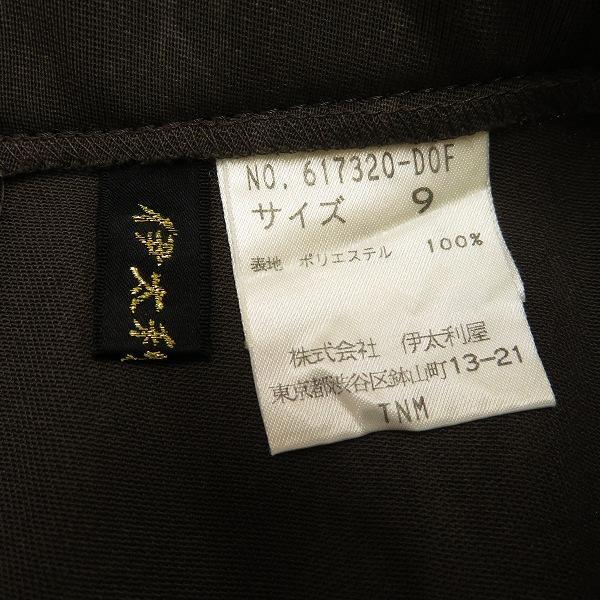 伊太利
NO. 617320-D0F
サイズ 9
表地 ポリエステル 100%
株式会社 伊太利屋
東京都渋谷区鉢山町13-21
TNM